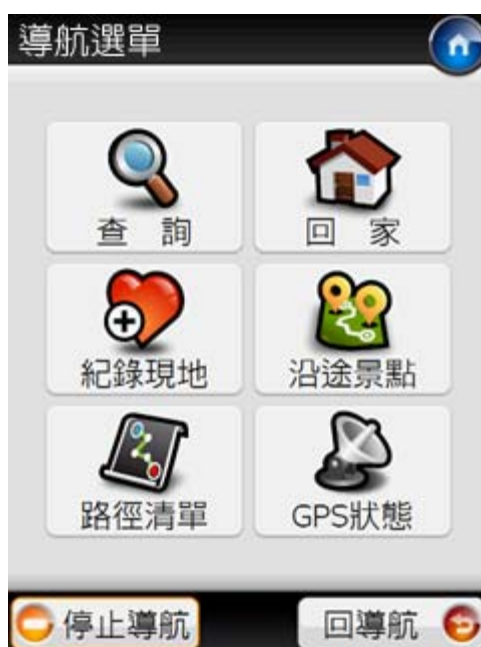 導航選單
查 詢
回 家
紀錄現地
沿途景點
路徑清單
GPS狀態
停止導航
回導航